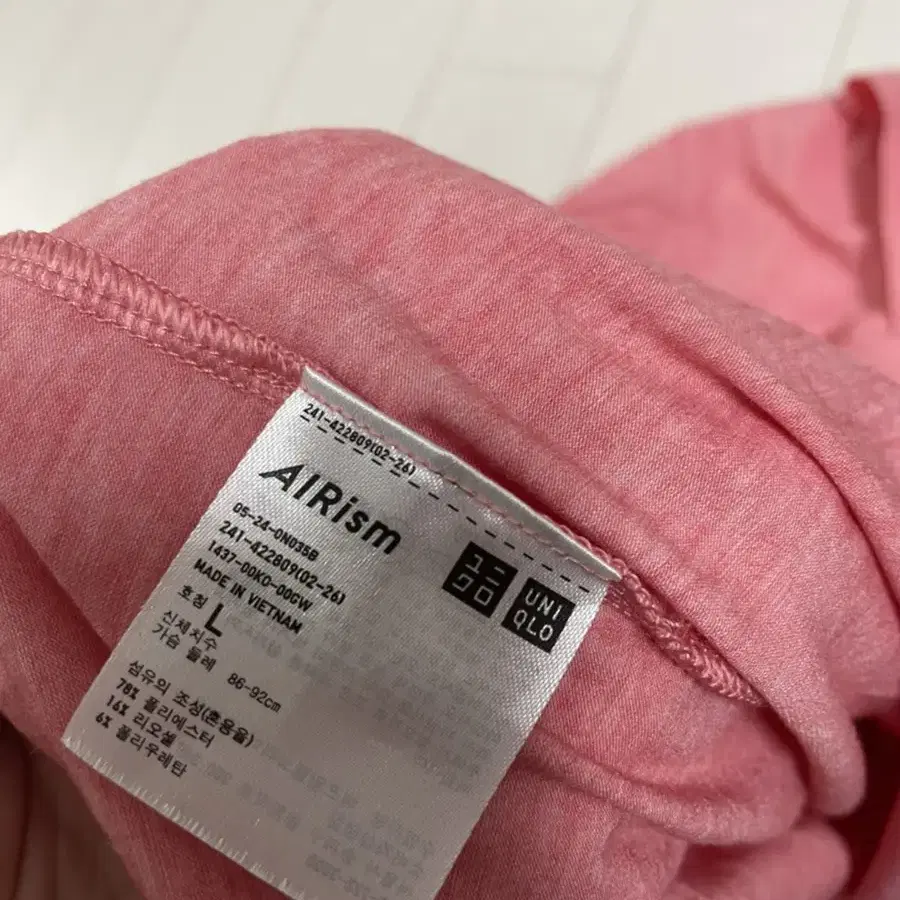 241-422809(02-26)
AIRism
ユニ
クロ
UNI
QLO
05-24-0N035B
241-422809(02-26)
1437-00KO-00GW
MADE IN VIETNAM
호칭 L
신체치수
가슴 둘레 86-92cm
섬유의 조성(혼용율)
78% 폴리에스터
16% 리오셀
6% 폴리우레탄